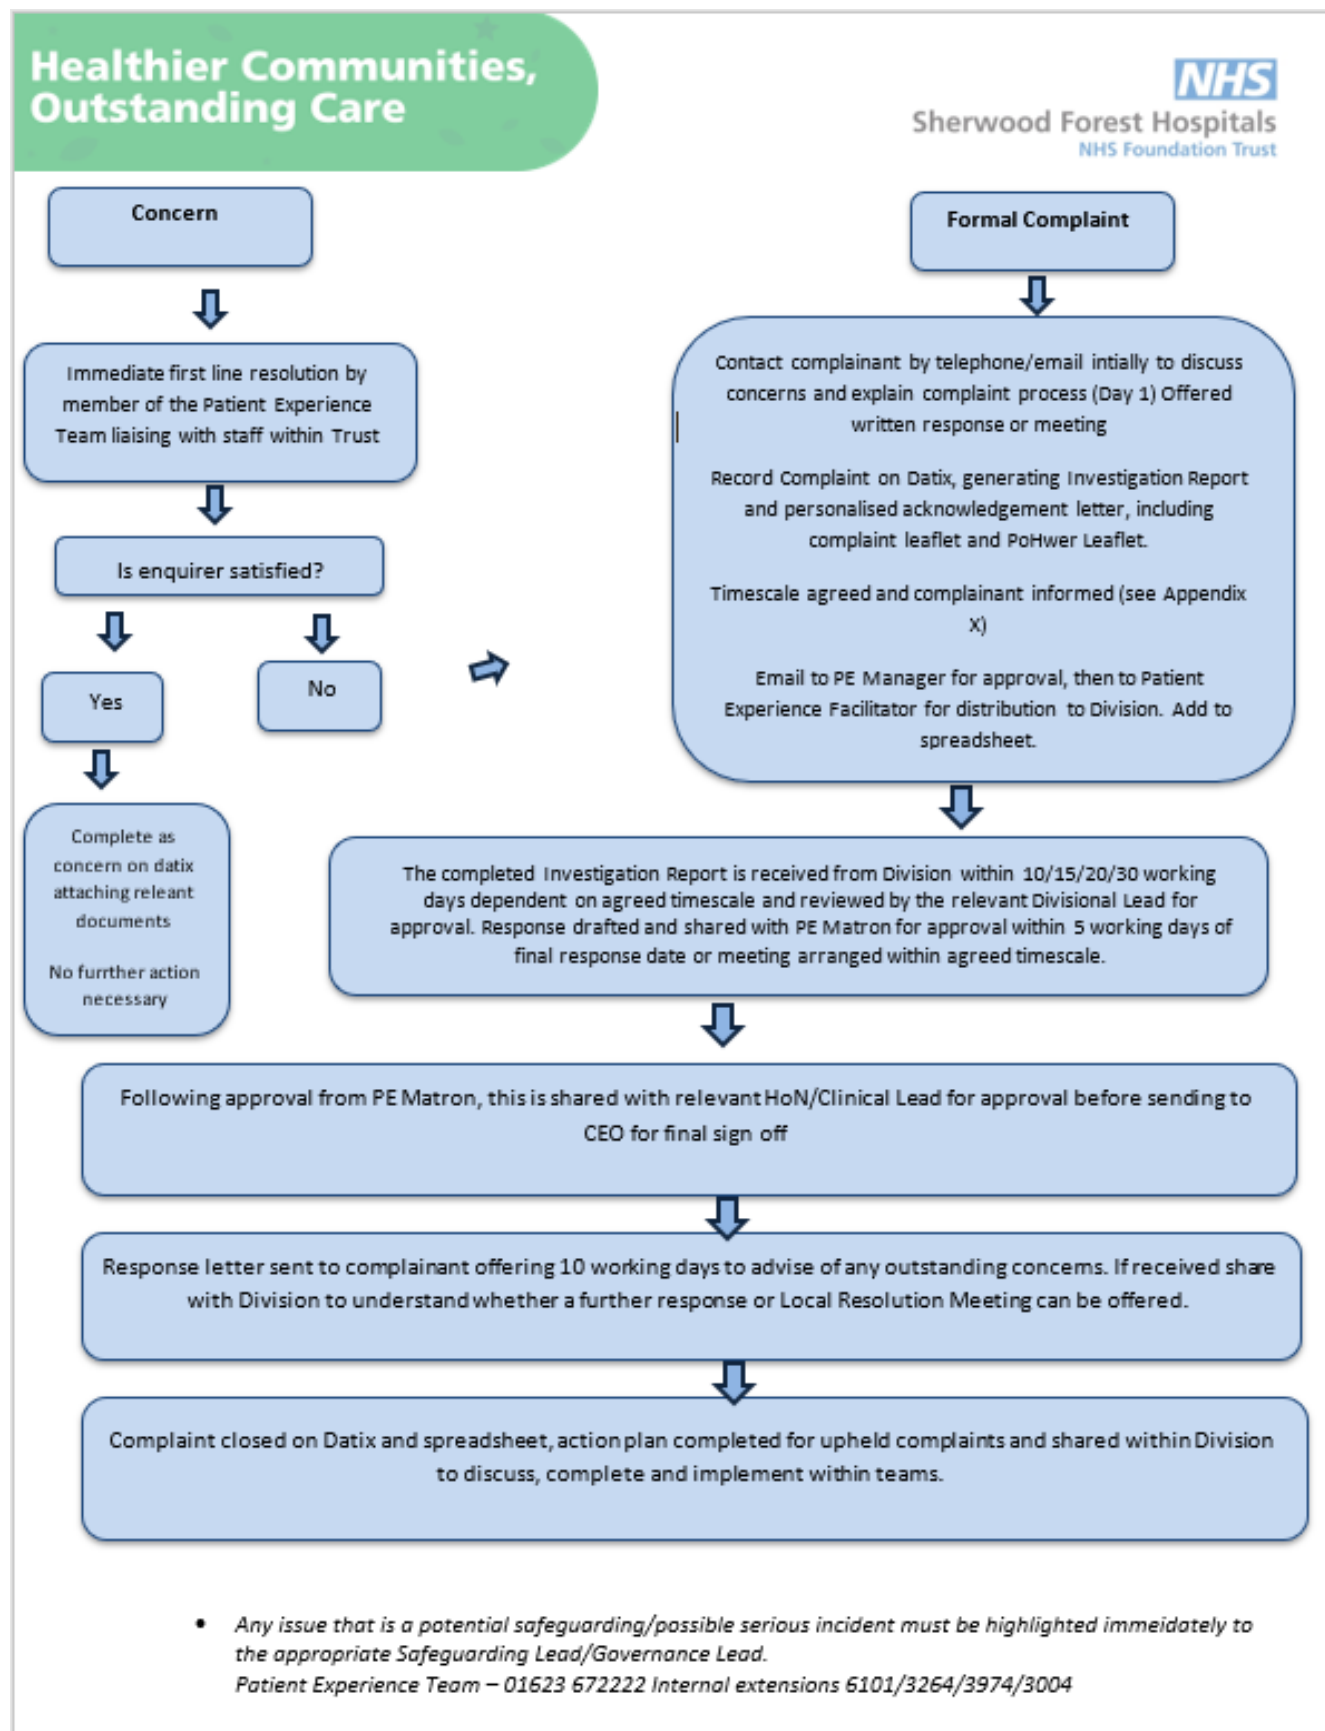 Healthier Communities,
Outstanding Care
NHS
Sherwood Forest Hospitals
NHS Foundation Trust
Concern
Immediate first line resolution by
member of the Patient Experience
Team liaising with staff within Trust
Is enquirer satisfied?
Yes
No
Complete as
concern on datix
attaching releant
documents
No furrther action
necessary
Formal Complaint
Contact complainant by telephone/email intially to discuss
concerns and explain complaint process (Day 1) Offered
written response or meeting
Record Complaint on Datix, generating Investigation Report
and personalised acknowledgement letter, including
complaint leaflet and PoHwer Leaflet.
Timescale agreed and complainant informed (see Appendix
X)
Email to PE Manager for approval, then to Patient
Experience Facilitator for distribution to Division. Add to
spreadsheet.
The completed Investigation Report is received from Division within 10/15/20/30 working
days dependent on agreed timescale and reviewed by the relevant Divisional Lead for
approval. Response drafted and shared with PE Matron for approval within 5 working days of
final response date or meeting arranged within agreed timescale.
Following approval from PE Matron, this is shared with relevant HoN/Clinical Lead for approval before sending to
CEO for final sign off
Response letter sent to complainant offering 10 working days to advise of any outstanding concerns. If received share
with Division to understand whether a further response or Local Resolution Meeting can be offered.
Complaint closed on Datix and spreadsheet, action plan completed for upheld complaints and shared within Division
to discuss, complete and implement within teams.
• Any issue that is a potential safeguarding/possible serious incident must be highlighted immeidately to
the appropriate Safeguarding Lead/Governance Lead.
Patient Experience Team – 01623 672222 Internal extensions 6101/3264/3974/3004